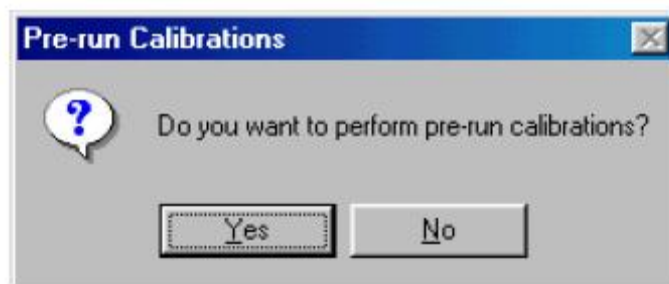 Pre-run Calibrations
Do you want to perform pre-run calibrations?
Yes No